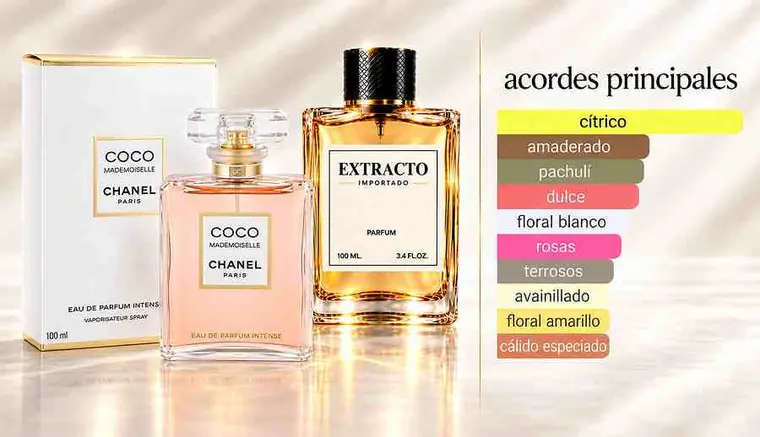 COCO
MADEMOISELLE
CHANEL
PARIS
EAU DE PARFUM INTENSE
VAPORISATEUR SPRAY
100 ml
COCO
MADEMOISELLE
CHANEL
PARIS
EAU DE PARFUM INTENSE
EXTRACTO
IMPORTADO
PARFUM
100 ML. 3.4 FL.OZ.
acordes principales
cítrico
amaderado
pachulí
dulce
floral blanco
rosas
terrosos
avainillado
floral amarillo
cálido especiado